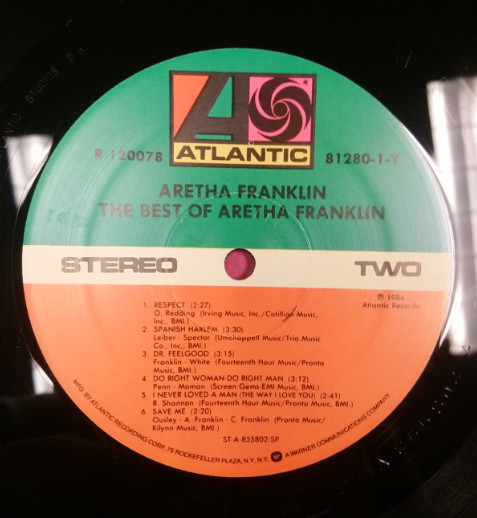 ATLANTIC
R 120078 81280-1-Y
ARETHA FRANKLIN
THE BEST OF ARETHA FRANKLIN
STEREO TWO
℗ 1984
Atlantic Records
1. RESPECT (2:27)
O. Redding (Irving Music, Inc./Cotillion Music,
Inc., BMI.)
2. SPANISH HARLEM (3:30)
Leiber - Spector (Unichappell Music/Trio Music
Co., Inc., BMI.)
3. DR. FEELGOOD (3:15)
Franklin - White (Fourteenth Hour Music/Pronto
Music, BMI.)
4. DO RIGHT WOMAN-DO RIGHT MAN (3:12)
Penn - Moman (Screen Gems-EMI Music, BMI.)
5. I NEVER LOVED A MAN (THE WAY I LOVE YOU) (2:41)
R. Shannon (Fourteenth Hour Music/Pronto Music, BMI.)
6. SAVE ME (2:20)
Ousley - A. Franklin - C. Franklin (Pronto Music/
Kilynn Music, BMI.)
ST-A-855802-SP
MFG. BY ATLANTIC RECORDING CORP., 75 ROCKEFELLER PLAZA, N.Y., N.Y. A WARNER COMMUNICATIONS COMPANY
STUDIOS DK